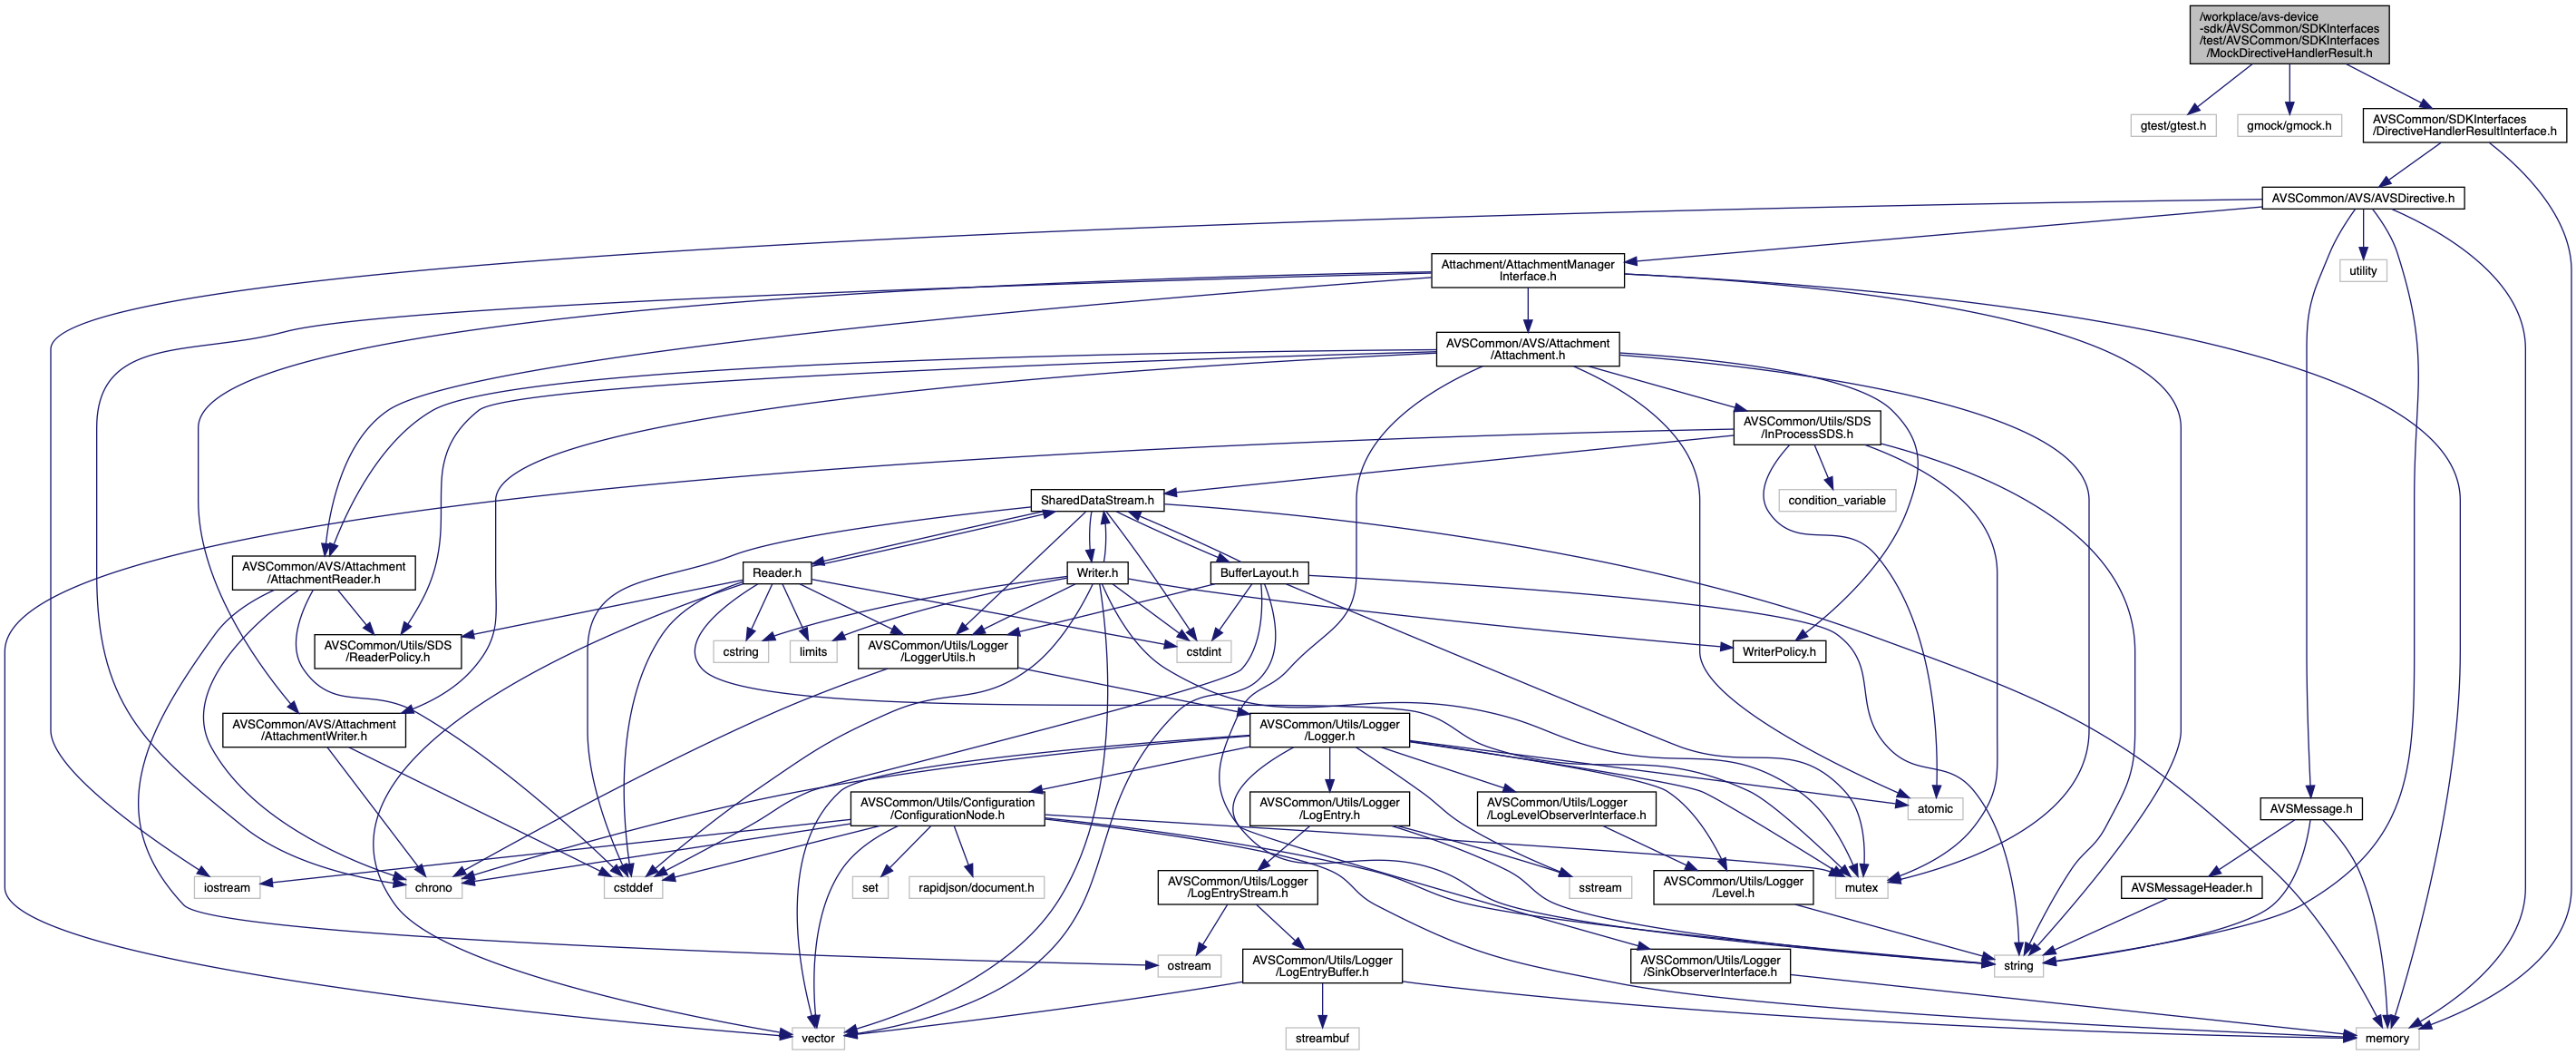 /workplace/avs-device
-sdk/AVSCommon/SDKInterfaces
/test/AVSCommon/SDKInterfaces
/MockDirectiveHandlerResult.h
gtest/gtest.h
gmock/gmock.h
AVSCommon/SDKInterfaces
/DirectiveHandlerResultInterface.h
AVSCommon/AVS/AVSDirective.h
Attachment/AttachmentManager
Interface.h
utility
AVSCommon/AVS/Attachment
/Attachment.h
AVSCommon/Utils/SDS
/InProcessSDS.h
SharedDataStream.h
condition_variable
AVSCommon/AVS/Attachment
/AttachmentReader.h
Reader.h
Writer.h
BufferLayout.h
AVSCommon/Utils/SDS
/ReaderPolicy.h
cstring
limits
AVSCommon/Utils/Logger
/LoggerUtils.h
cstdint
WriterPolicy.h
AVSCommon/AVS/Attachment
/AttachmentWriter.h
AVSCommon/Utils/Logger
/Logger.h
AVSCommon/Utils/Configuration
/ConfigurationNode.h
AVSCommon/Utils/Logger
/LogEntry.h
AVSCommon/Utils/Logger
/LogLevelObserverInterface.h
atomic
AVSMessage.h
iostream
chrono
cstddef
set
rapidjson/document.h
AVSCommon/Utils/Logger
/LogEntryStream.h
sstream
AVSCommon/Utils/Logger
/Level.h
mutex
AVSMessageHeader.h
ostream
AVSCommon/Utils/Logger
/LogEntryBuffer.h
AVSCommon/Utils/Logger
/SinkObserverInterface.h
string
vector
streambuf
memory